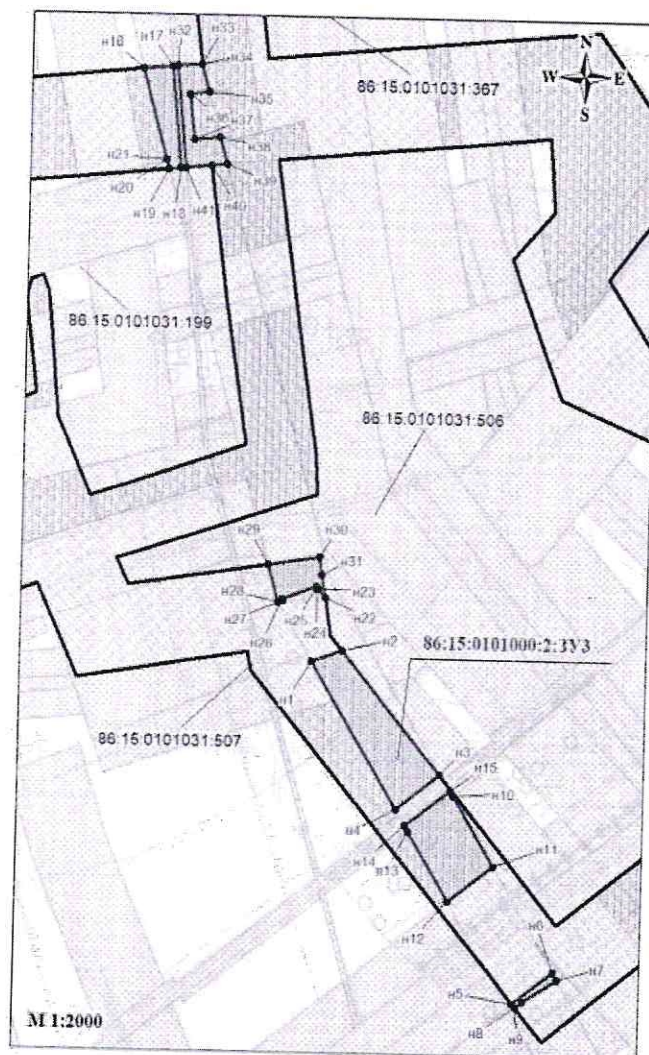 н16
н17
н32
н33
н34
N
W
E
S
86:15:0101031:367
н35
н36
н37
н38
н21
н39
н20
н19
н18
н41
н40
86:15:0101031:199
86:15:0101031:506
н29
н30
н31
н28
н23
н27
н25
н22
н26
н24
н2
86:15:0101000:2:ЗУ3
н1
86:15:0101031:507
н3
н15
н4
н10
н14
н13
н11
н12
н6
н7
н5
М 1:2000
н8
н9